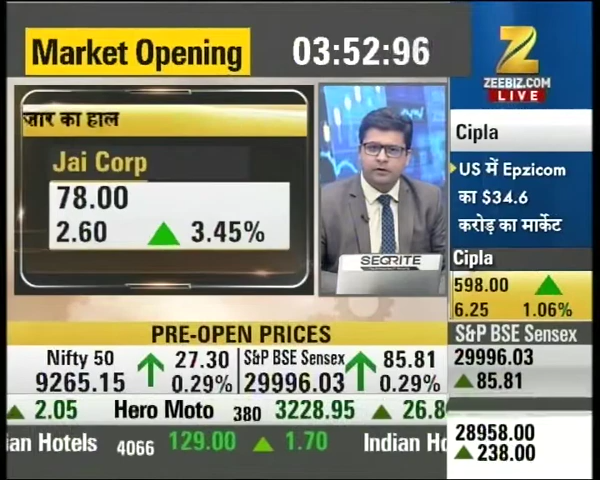 Market Opening
03:52:96
Z
ZEEBIZ.COM
LIVE
ज़ार का हाल
Jai Corp
78.00
2.60 ▲ 3.45%
SEQRITE
Cipla
US में Epzicom
का $34.6
करोड़ का मार्केट
Cipla
598.00 ▲
6.25 1.06%
PRE-OPEN PRICES
Nifty 50 ↑ 27.30
9265.15 0.29%
S&P BSE Sensex ↑ 85.81
29996.03 0.29%
S&P BSE Sensex
29996.03
▲ 85.81
▲ 2.05 Hero Moto 380 3228.95 ▲ 26.8
ian Hotels 4066 129.00 ▲ 1.70 Indian Ho
28958.00
▲ 238.00